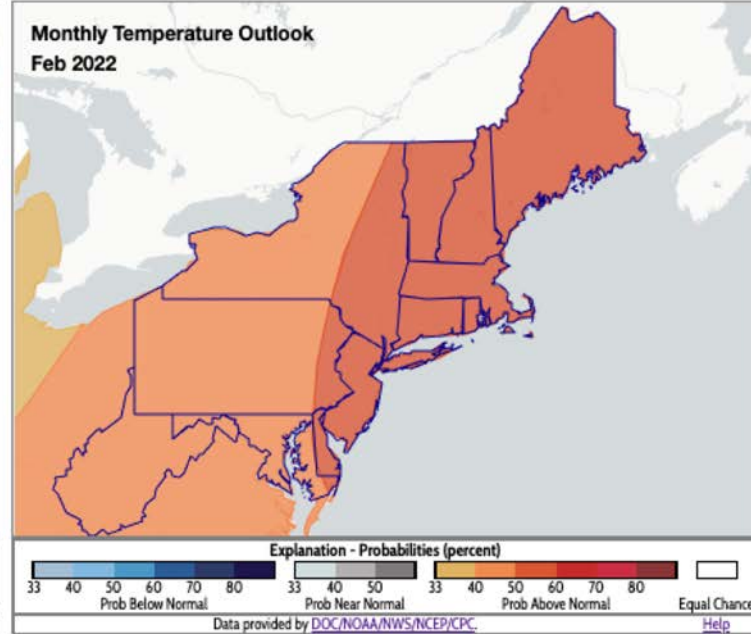 Monthly Temperature Outlook
Feb 2022
Explanation - Probabilities (percent)
33 40 50 60 70 80 33 40 50 33 40 50 60 70 80
Prob Below Normal Prob Near Normal Prob Above Normal Equal Chance
Data provided by DOC/NOAA/NWS/NCEP/CPC. Help